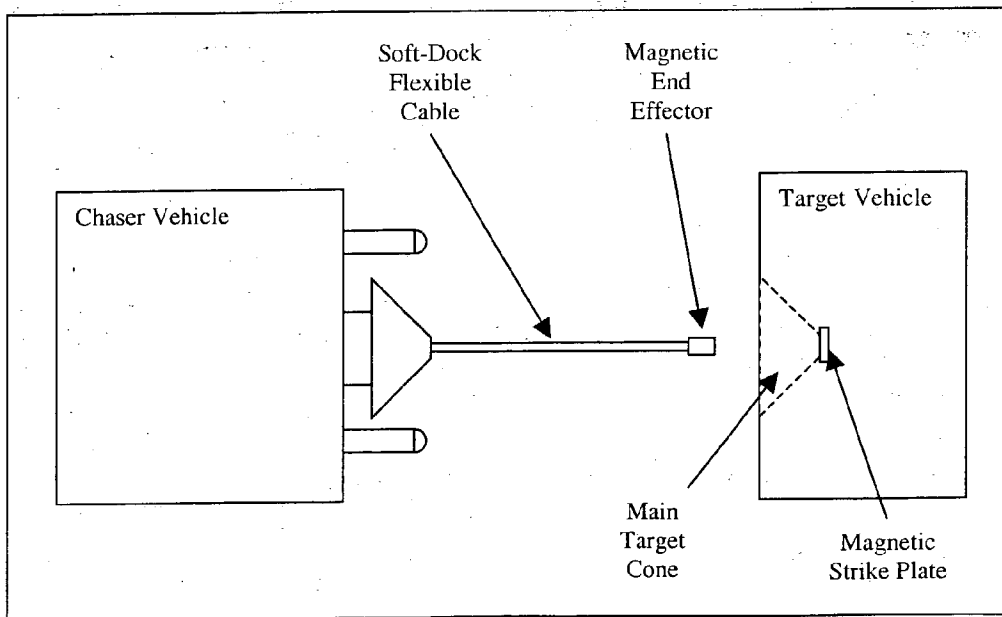 Soft-Dock
Flexible
Cable
Magnetic
End
Effector
Chaser Vehicle
Target Vehicle
Main
Target
Cone
Magnetic
Strike Plate